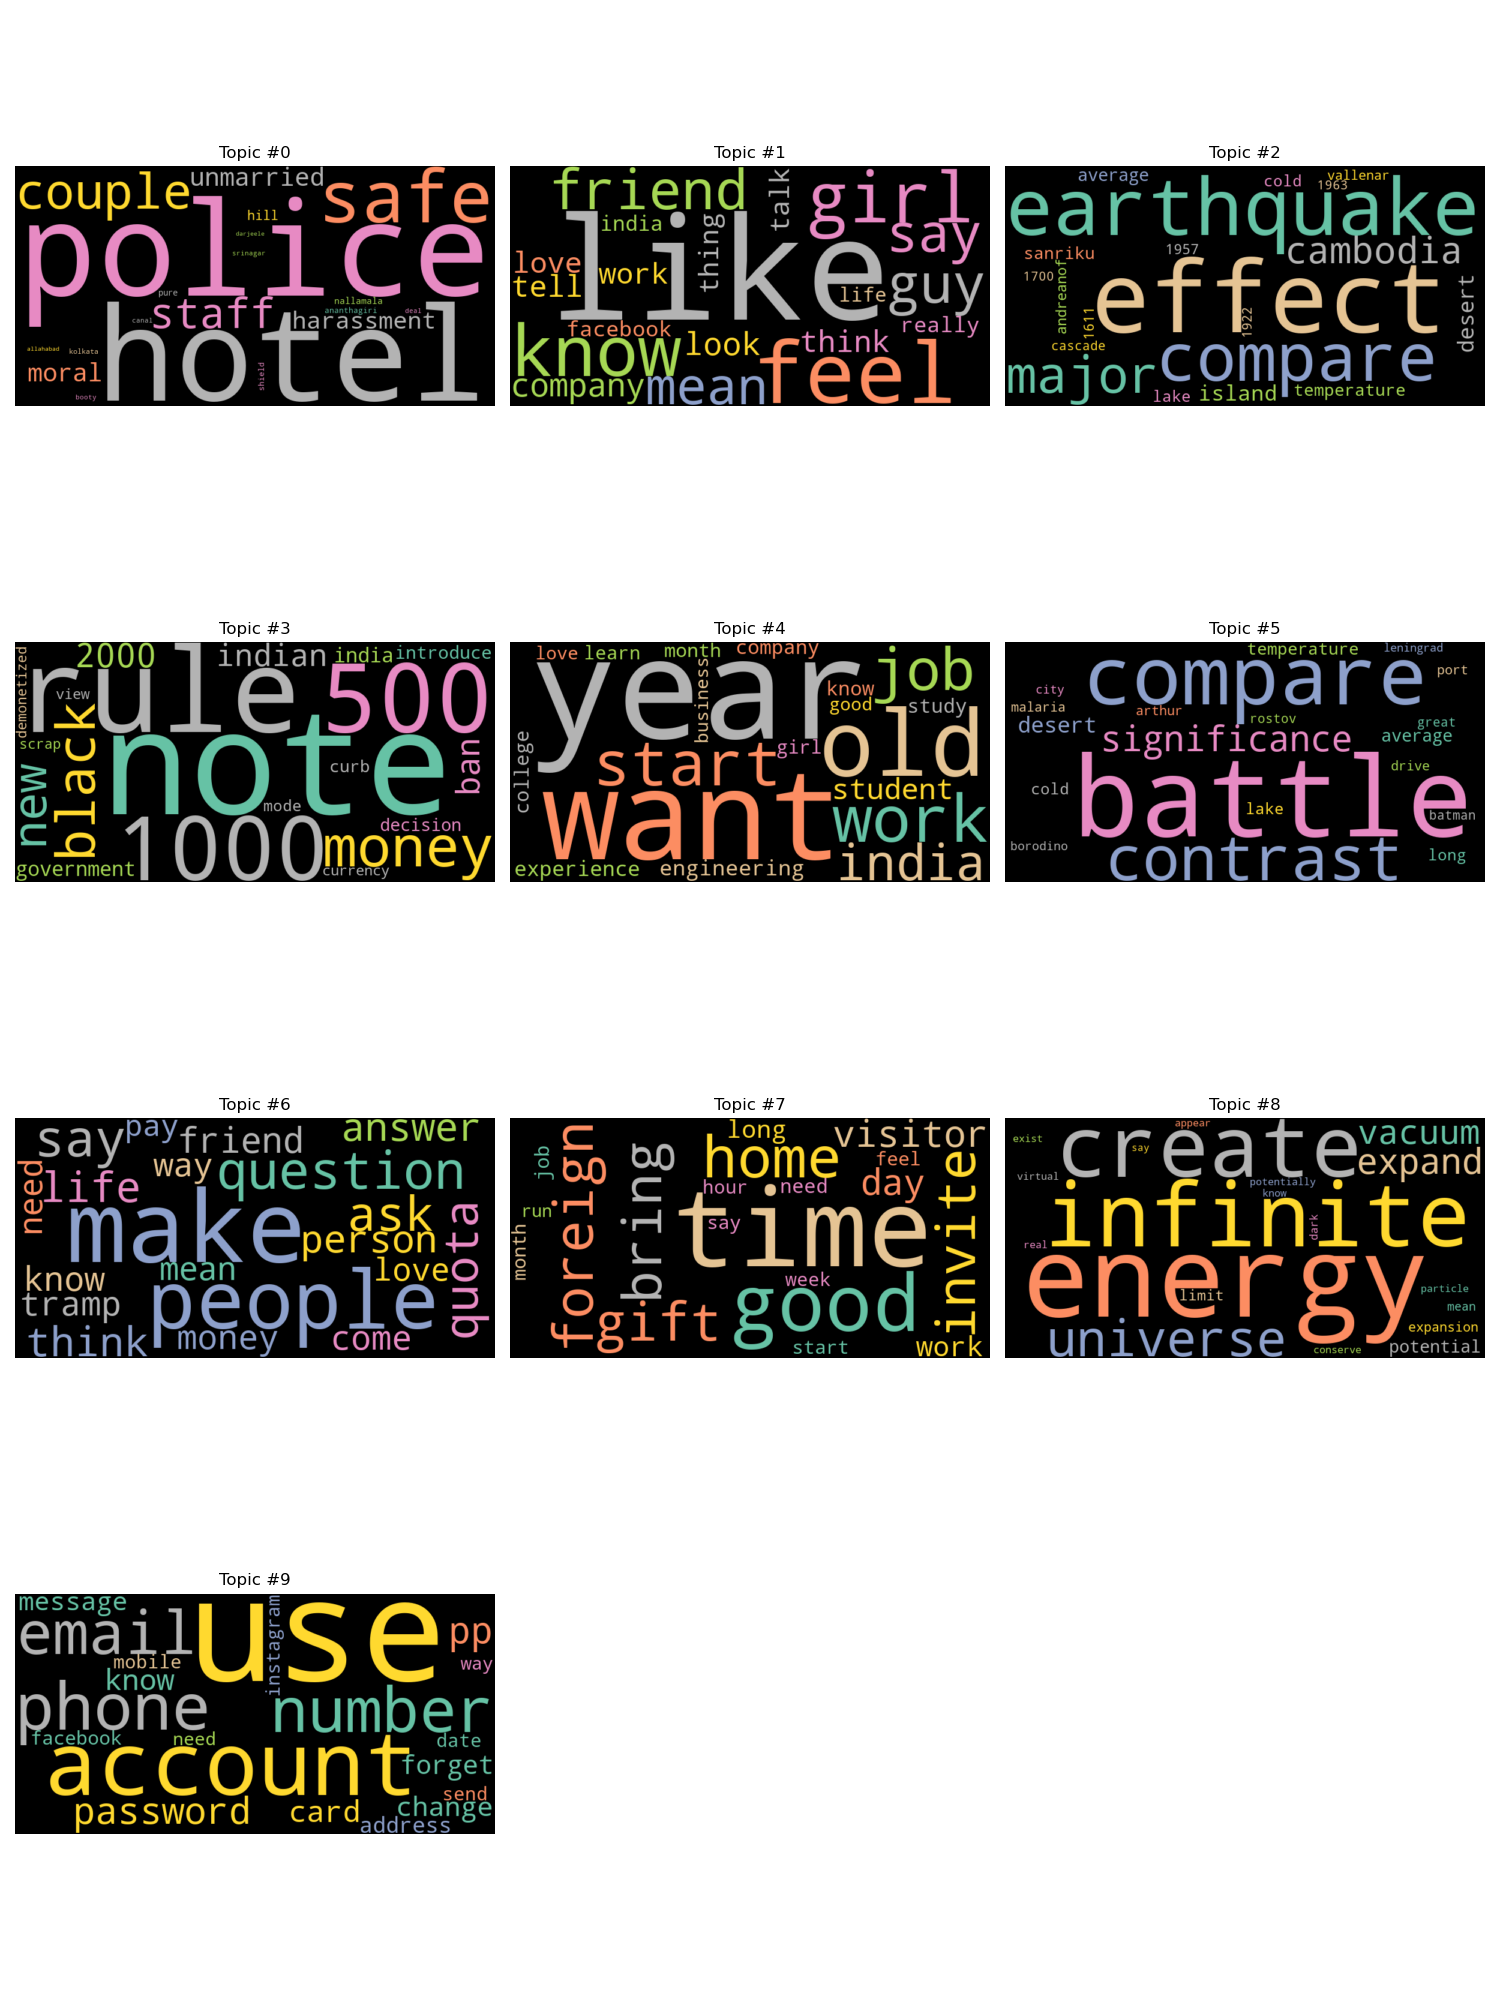 Topic #0
couple
unmarried
safe
police
hill
darjeele
srinagar
pure
nallamala
ananthagiri
deal
canal
staff
harassment
allahabad
kolkata
moral
shield
hotel
booty
Topic #1
friend
talk
girl
india
thing
say
like
love
tell
work
life
guy
facebook
really
know
look
think
company
mean
feel
Topic #2
average
cold
vallenar
1963
earthquake
sanriku
1957
cambodia
1700
andreanof
effect
desert
1611
1922
cascade
compare
major
lake
island
temperature
Topic #3
demonetized
2000
rule
indian
india
introduce
view
500
scrap
black
note
curb
ban
new
mode
1000
decision
money
government
currency
Topic #4
love
learn
month
company
year
business
job
know
good
study
college
start
girl
old
want
student
work
experience
engineering
india
Topic #5
temperature
leningrad
compare
port
city
malaria
arthur
desert
rostov
great
significance
average
battle
drive
cold
lake
batman
borodino
contrast
long
Topic #6
say
pay
friend
answer
way
need
life
question
make
ask
person
quota
mean
love
know
tramp
people
think
money
come
Topic #7
long
visitor
job
foreign
bring
home
feel
day
hour
need
invite
run
say
time
month
week
gift
good
start
work
Topic #8
appear
exist
create
vacuum
say
expand
virtual
potentially
know
infinite
dark
real
energy
particle
limit
mean
universe
expansion
conserve
potential
Topic #9
message
use
instagram
email
pp
mobile
way
know
phone
number
facebook
need
date
account
forget
send
password
card
change
address